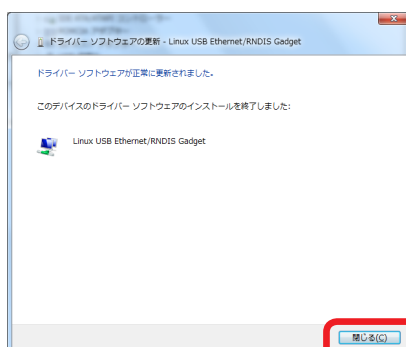 ドライバー ソフトウェアの更新 - Linux USB Ethernet/RNDIS Gadget
ドライバー ソフトウェアが正常に更新されました。
このデバイスのドライバー ソフトウェアのインストールを終了しました:
Linux USB Ethernet/RNDIS Gadget
閉じる(C)